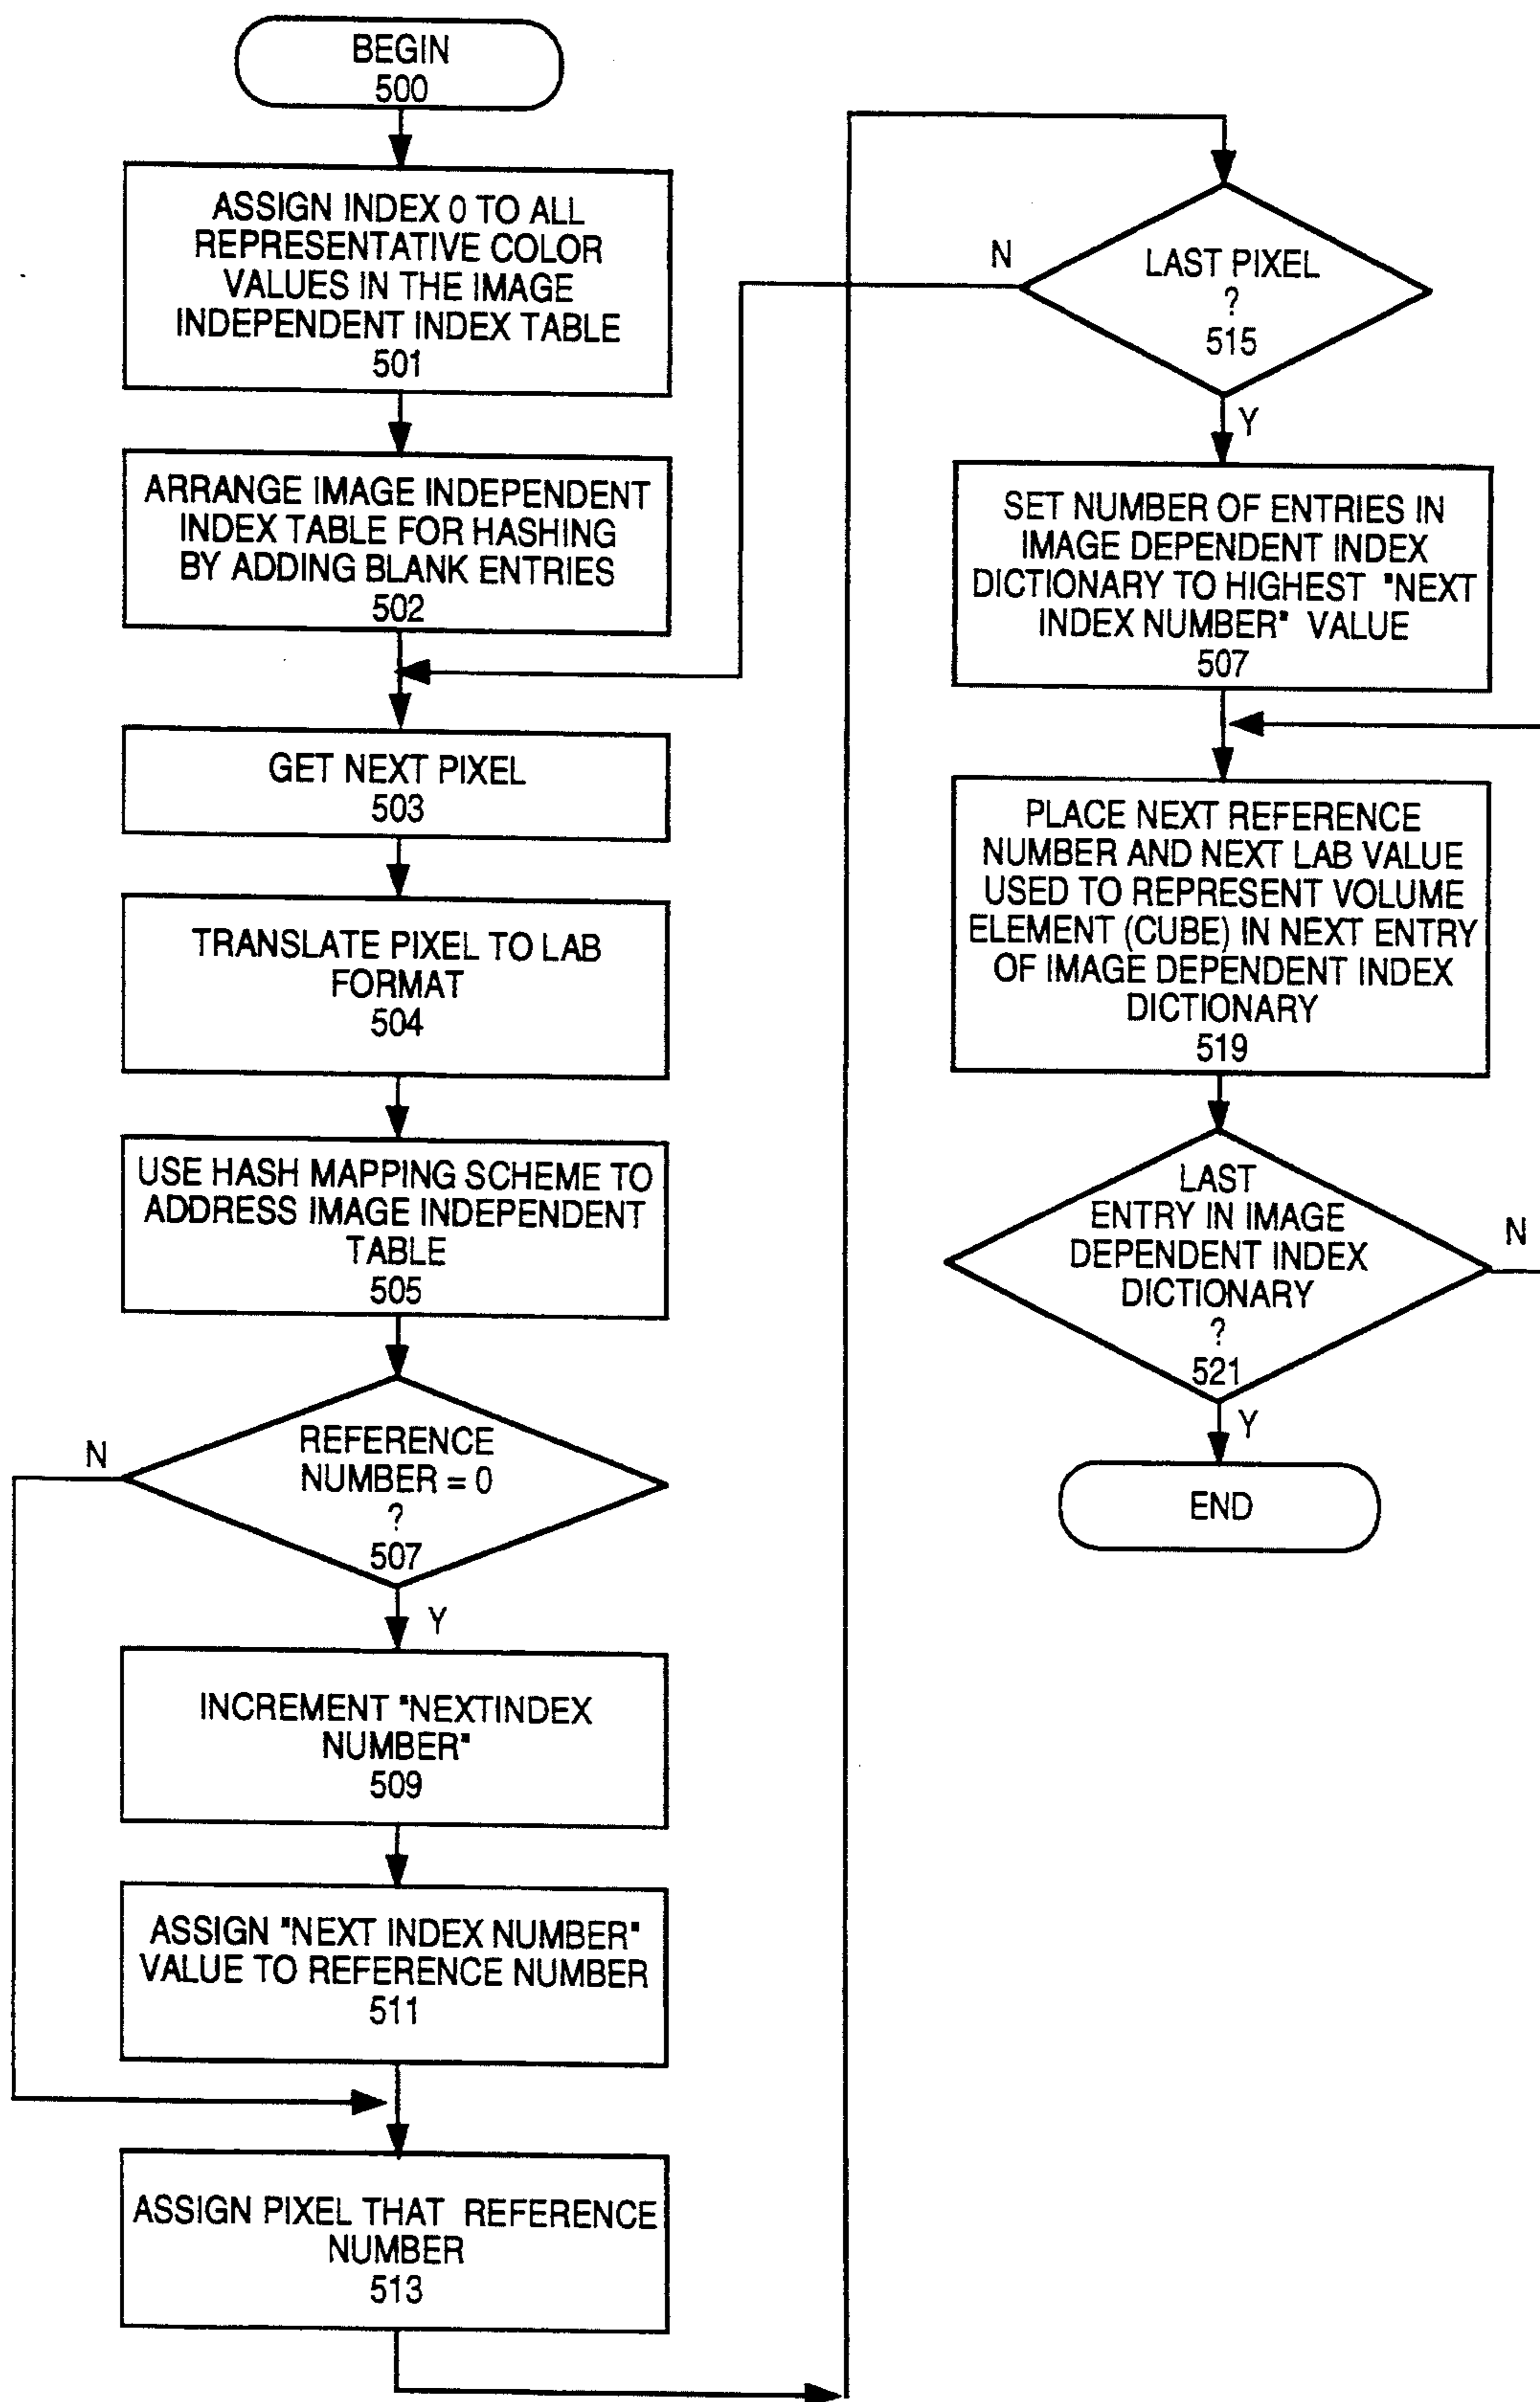 BEGIN
500
ASSIGN INDEX 0 TO ALL
REPRESENTATIVE COLOR
VALUES IN THE IMAGE
INDEPENDENT INDEX TABLE
501
ARRANGE IMAGE INDEPENDENT
INDEX TABLE FOR HASHING
BY ADDING BLANK ENTRIES
502
GET NEXT PIXEL
503
TRANSLATE PIXEL TO LAB
FORMAT
504
USE HASH MAPPING SCHEME TO
ADDRESS IMAGE INDEPENDENT
TABLE
505
N
REFERENCE
NUMBER = 0
?
507
Y
INCREMENT "NEXTINDEX
NUMBER"
509
ASSIGN "NEXT INDEX NUMBER"
VALUE TO REFERENCE NUMBER
511
ASSIGN PIXEL THAT REFERENCE
NUMBER
513
N
LAST PIXEL
?
515
Y
SET NUMBER OF ENTRIES IN
IMAGE DEPENDENT INDEX
DICTIONARY TO HIGHEST "NEXT
INDEX NUMBER" VALUE
507
PLACE NEXT REFERENCE
NUMBER AND NEXT LAB VALUE
USED TO REPRESENT VOLUME
ELEMENT (CUBE) IN NEXT ENTRY
OF IMAGE DEPENDENT INDEX
DICTIONARY
519
LAST
ENTRY IN IMAGE
DEPENDENT INDEX
DICTIONARY
?
521
N
Y
END